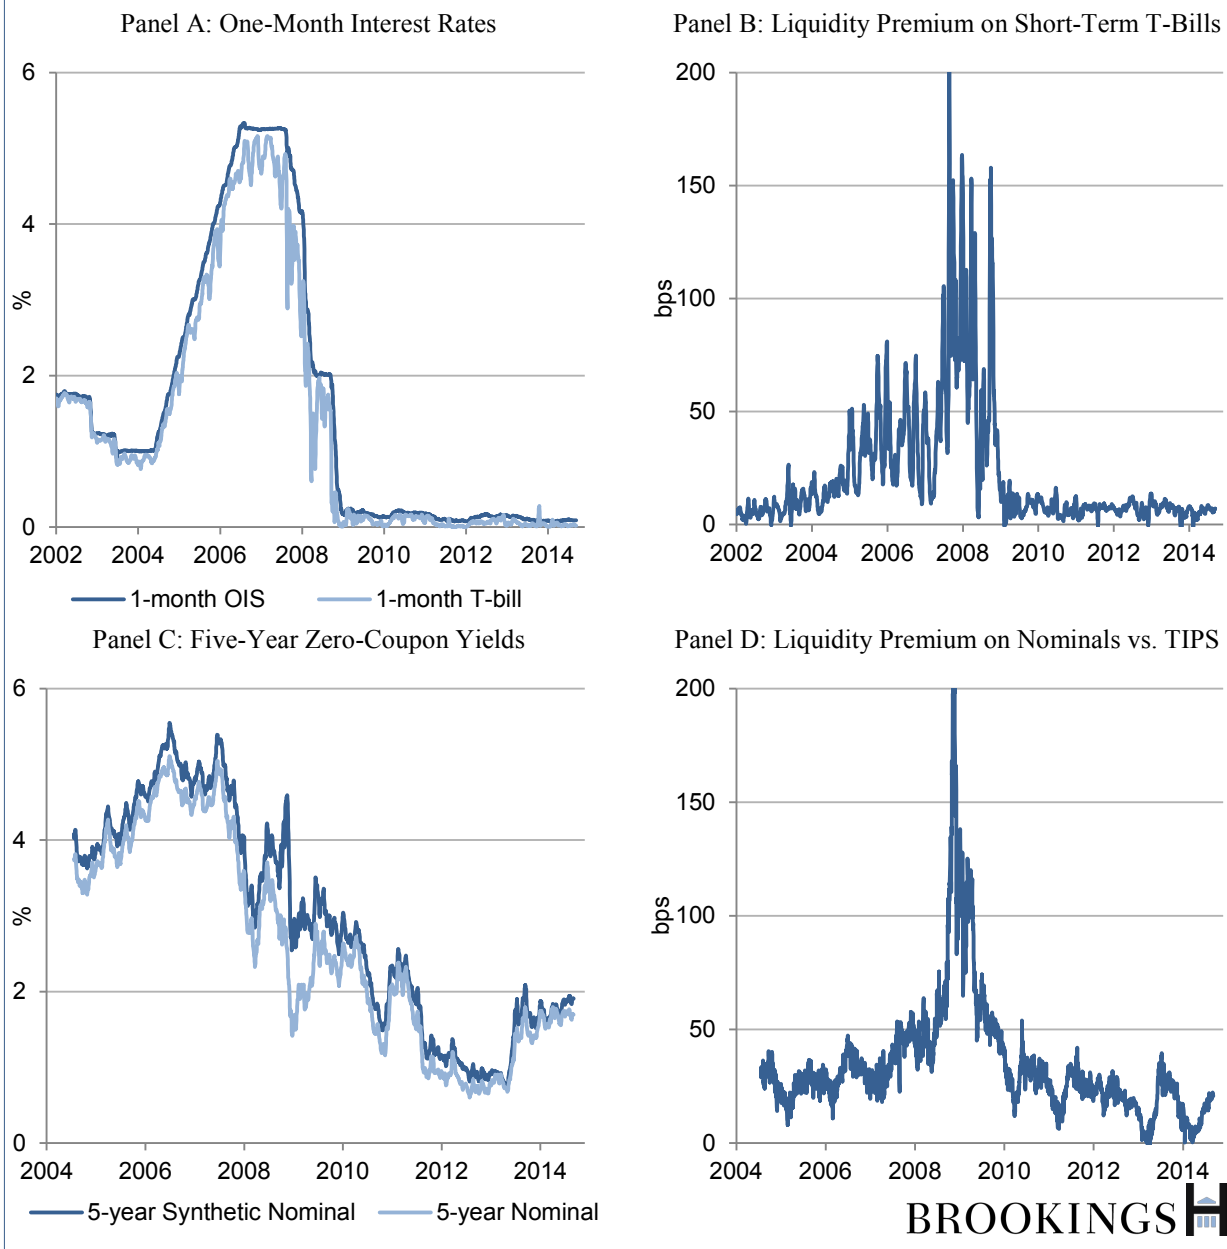 Panel A: One-Month Interest Rates
6
4
%
2
0
2002 2004 2006 2008 2010 2012 2014
1-month OIS 1-month T-bill
Panel B: Liquidity Premium on Short-Term T-Bills
200
150
bps
100
50
0
2002 2004 2006 2008 2010 2012 2014
Panel C: Five-Year Zero-Coupon Yields
6
4
%
2
0
2004 2006 2008 2010 2012 2014
5-year Synthetic Nominal 5-year Nominal
Panel D: Liquidity Premium on Nominals vs. TIPS
200
150
bps
100
50
0
2004 2006 2008 2010 2012 2014
BROOKINGS